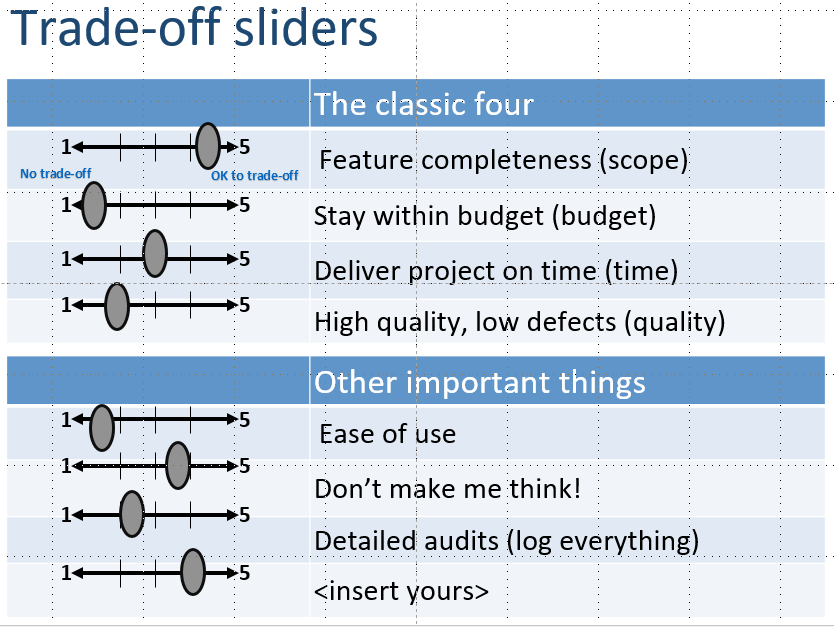 Trade-off sliders
The classic four
1 5 Feature completeness (scope)
No trade-off OK to trade-off
1 5 Stay within budget (budget)
1 5 Deliver project on time (time)
1 5 High quality, low defects (quality)
Other important things
1 5 Ease of use
1 5 Don’t make me think!
1 5 Detailed audits (log everything)
1 5 <insert yours>